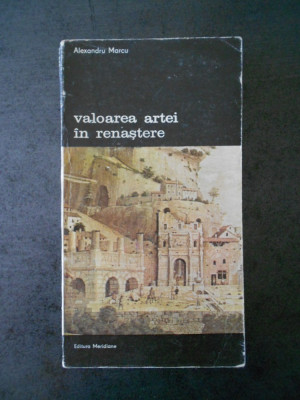 Alexandru Marcu
valoarea artei
în renaștere
Editura Meridiane